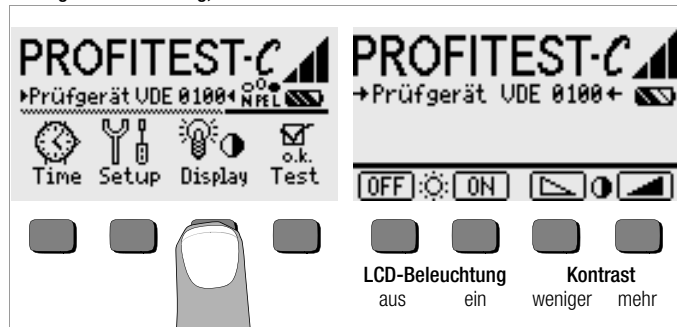 PROFITEST-C
Prüfgerät VDE 0100 N PE L
o.k.
Time Setup Display Test
PROFITEST-C
Prüfgerät VDE 0100
OFF ON
LCD-Beleuchtung Kontrast
aus ein weniger mehr